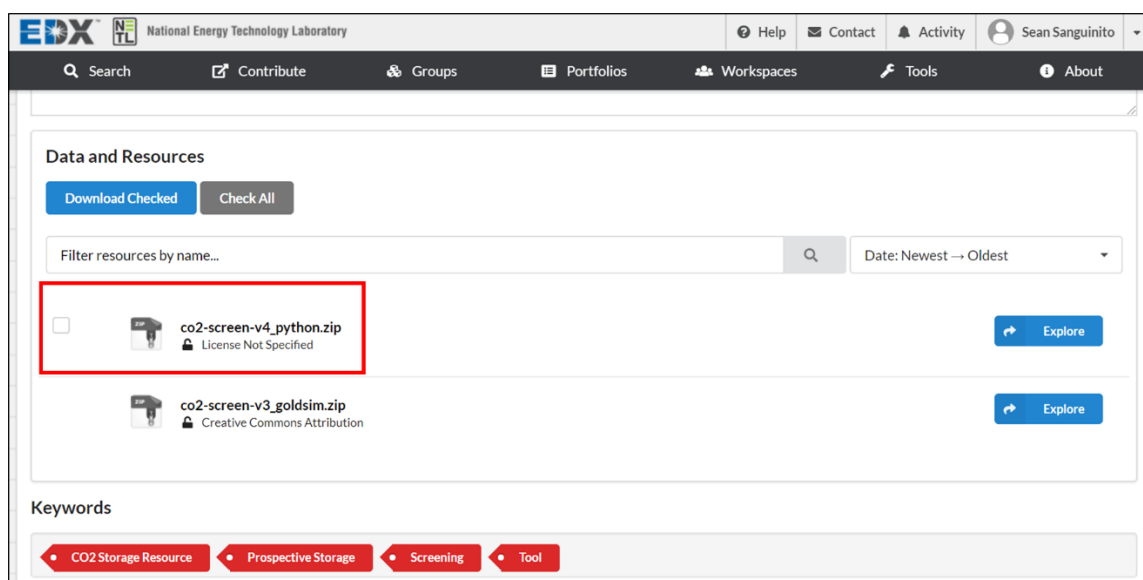 EDX NETL National Energy Technology Laboratory Help Contact Activity Sean Sanguinito
Search Contribute Groups Portfolios Workspaces Tools About
Data and Resources
Download Checked Check All
Filter resources by name... Date: Newest → Oldest
ZIP co2-screen-v4_python.zip Explore
License Not Specified
ZIP co2-screen-v3_goldsim.zip Explore
Creative Commons Attribution
Keywords
CO2 Storage Resource Prospective Storage Screening Tool